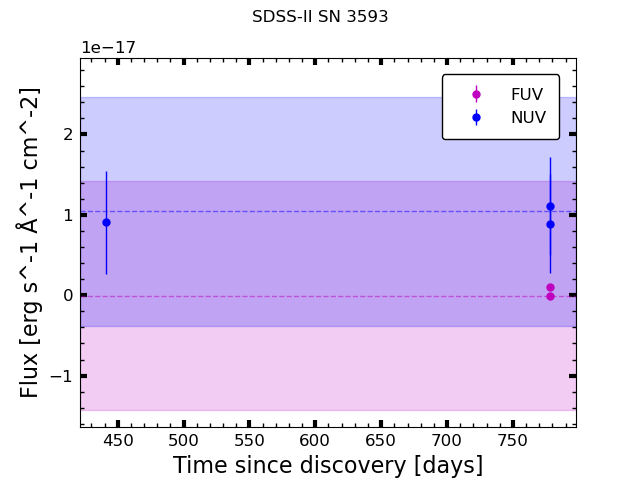 SDSS-II SN 3593
1e−17
FUV
NUV
2
1
0
−1
Flux [erg s^-1 Å^-1 cm^-2]
450 500 550 600 650 700 750
Time since discovery [days]